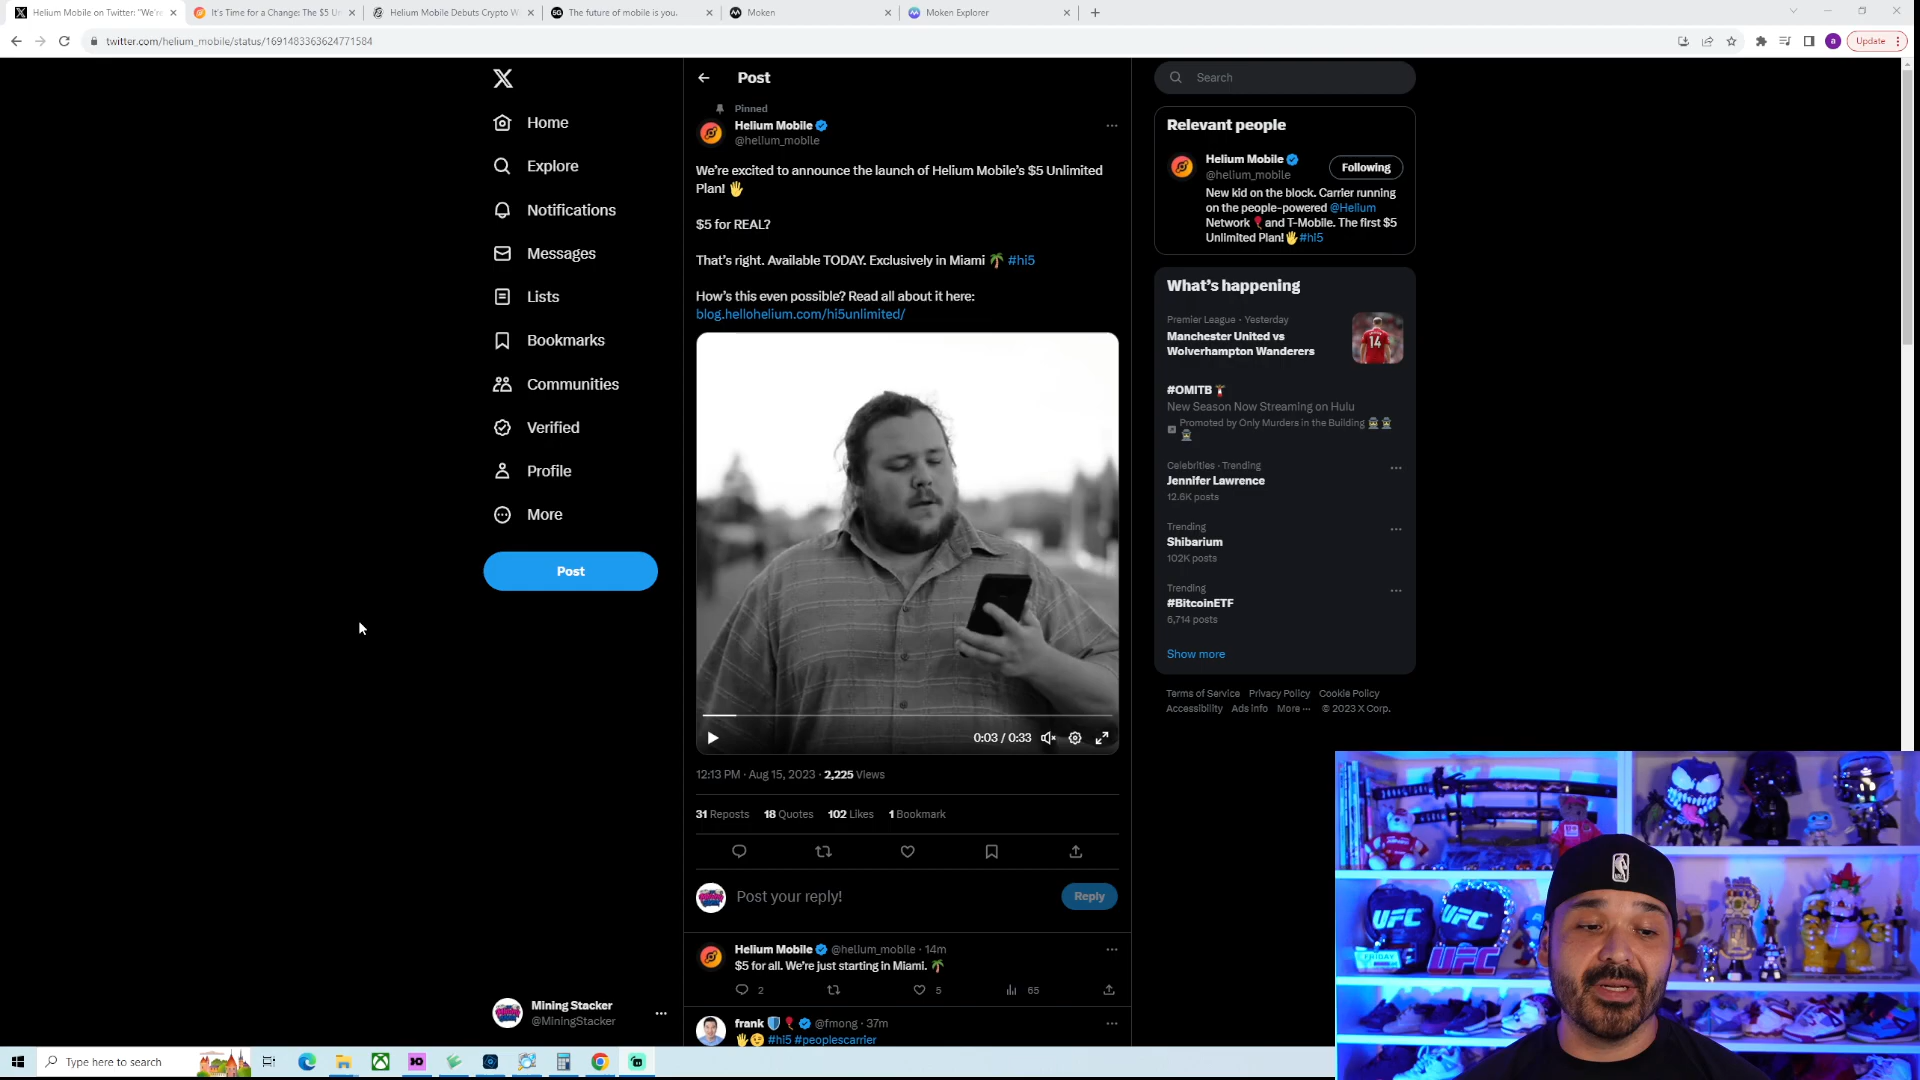 Helium Mobile on Twitter: "We're
It's Time for a Change: The $5 Un
Helium Mobile Debuts Crypto W
The future of mobile is you.
Moken
Moken Explorer
twitter.com/helium_mobile/status/1691483363624771584
a
Update
Home
Explore
Notifications
Messages
Lists
Bookmarks
Communities
Verified
Profile
More
Post
Mining Stacker
@MiningStacker
Post
Pinned
Helium Mobile
@helium_mobile
We're excited to announce the launch of Helium Mobile's $5 Unlimited
Plan! 🖐
$5 for REAL?
That's right. Available TODAY. Exclusively in Miami 🌴 #hi5
How's this even possible? Read all about it here:
blog.hellohelium.com/hi5unlimited/
0:03 / 0:33
12:13 PM · Aug 15, 2023 · 2,225 Views
31 Reposts 18 Quotes 102 Likes 1 Bookmark
Post your reply!
Reply
Helium Mobile @helium_mobile · 14m
$5 for all. We're just starting in Miami. 🌴
2 5 65
frank 🛡🎈 @fmong · 37m
🖐😉 #hi5 #peoplescarrier
Search
Relevant people
Helium Mobile
@helium_mobile
Following
New kid on the block. Carrier running
on the people-powered @Helium
Network 🎈 and T-Mobile. The first $5
Unlimited Plan! 🖐 #hi5
What's happening
Premier League · Yesterday
Manchester United vs
Wolverhampton Wanderers
14
#OMITB
New Season Now Streaming on Hulu
Promoted by Only Murders in the Building
Celebrities · Trending
Jennifer Lawrence
12.6K posts
Trending
Shibarium
102K posts
Trending
#BitcoinETF
6,714 posts
Show more
Terms of Service Privacy Policy Cookie Policy
Accessibility Ads info More ··· © 2023 X Corp.
UFC
UFC
UFC
FRIDAY
NBA
Type here to search